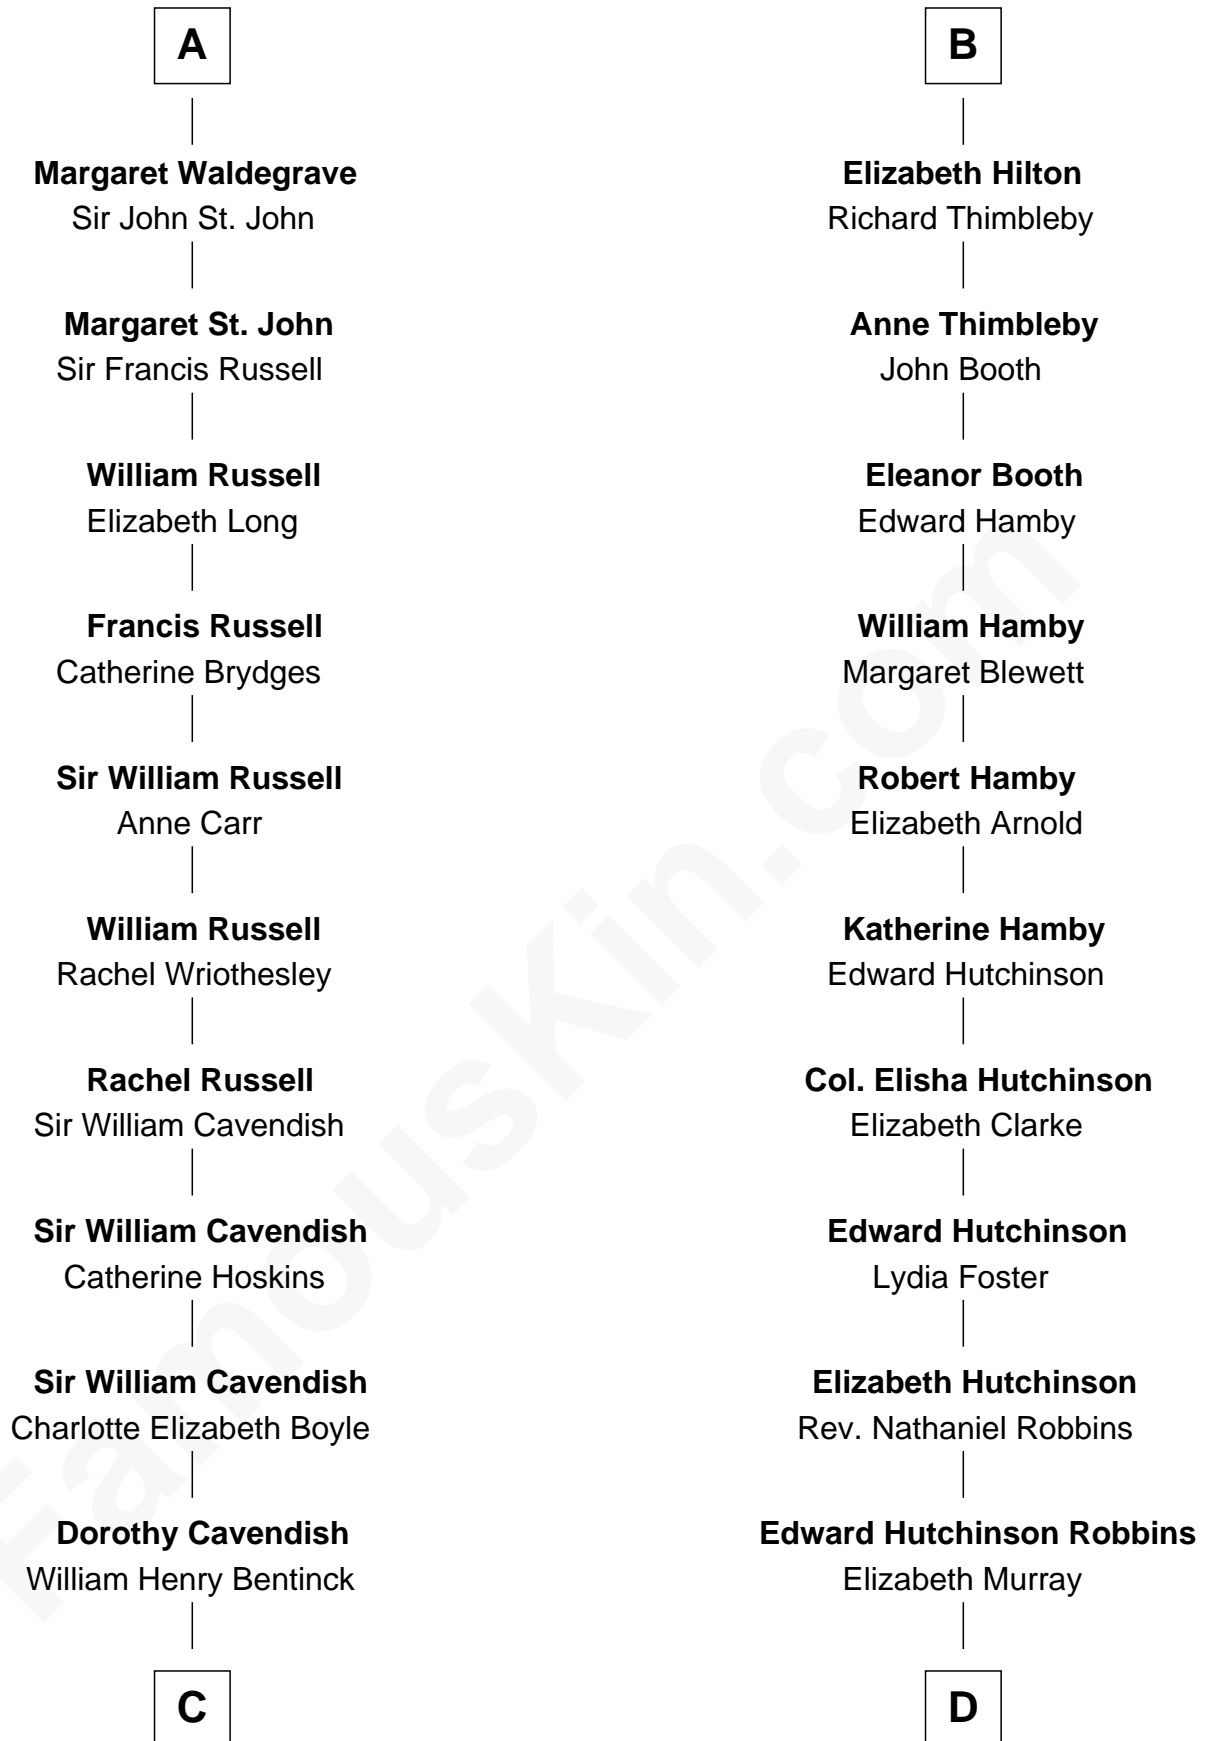 A
Margaret Waldegrave
Sir John St. John
Margaret St. John
Sir Francis Russell
William Russell
Elizabeth Long
Francis Russell
Catherine Brydges
Sir William Russell
Anne Carr
William Russell
Rachel Wriothesley
Rachel Russell
Sir William Cavendish
Sir William Cavendish
Catherine Hoskins
Sir William Cavendish
Charlotte Elizabeth Boyle
Dorothy Cavendish
William Henry Bentinck
C
B
Elizabeth Hilton
Richard Thimbleby
Anne Thimbleby
John Booth
Eleanor Booth
Edward Hamby
William Hamby
Margaret Blewett
Robert Hamby
Elizabeth Arnold
Katherine Hamby
Edward Hutchinson
Col. Elisha Hutchinson
Elizabeth Clarke
Edward Hutchinson
Lydia Foster
Elizabeth Hutchinson
Rev. Nathaniel Robbins
Edward Hutchinson Robbins
Elizabeth Murray
D
FamousKin.com